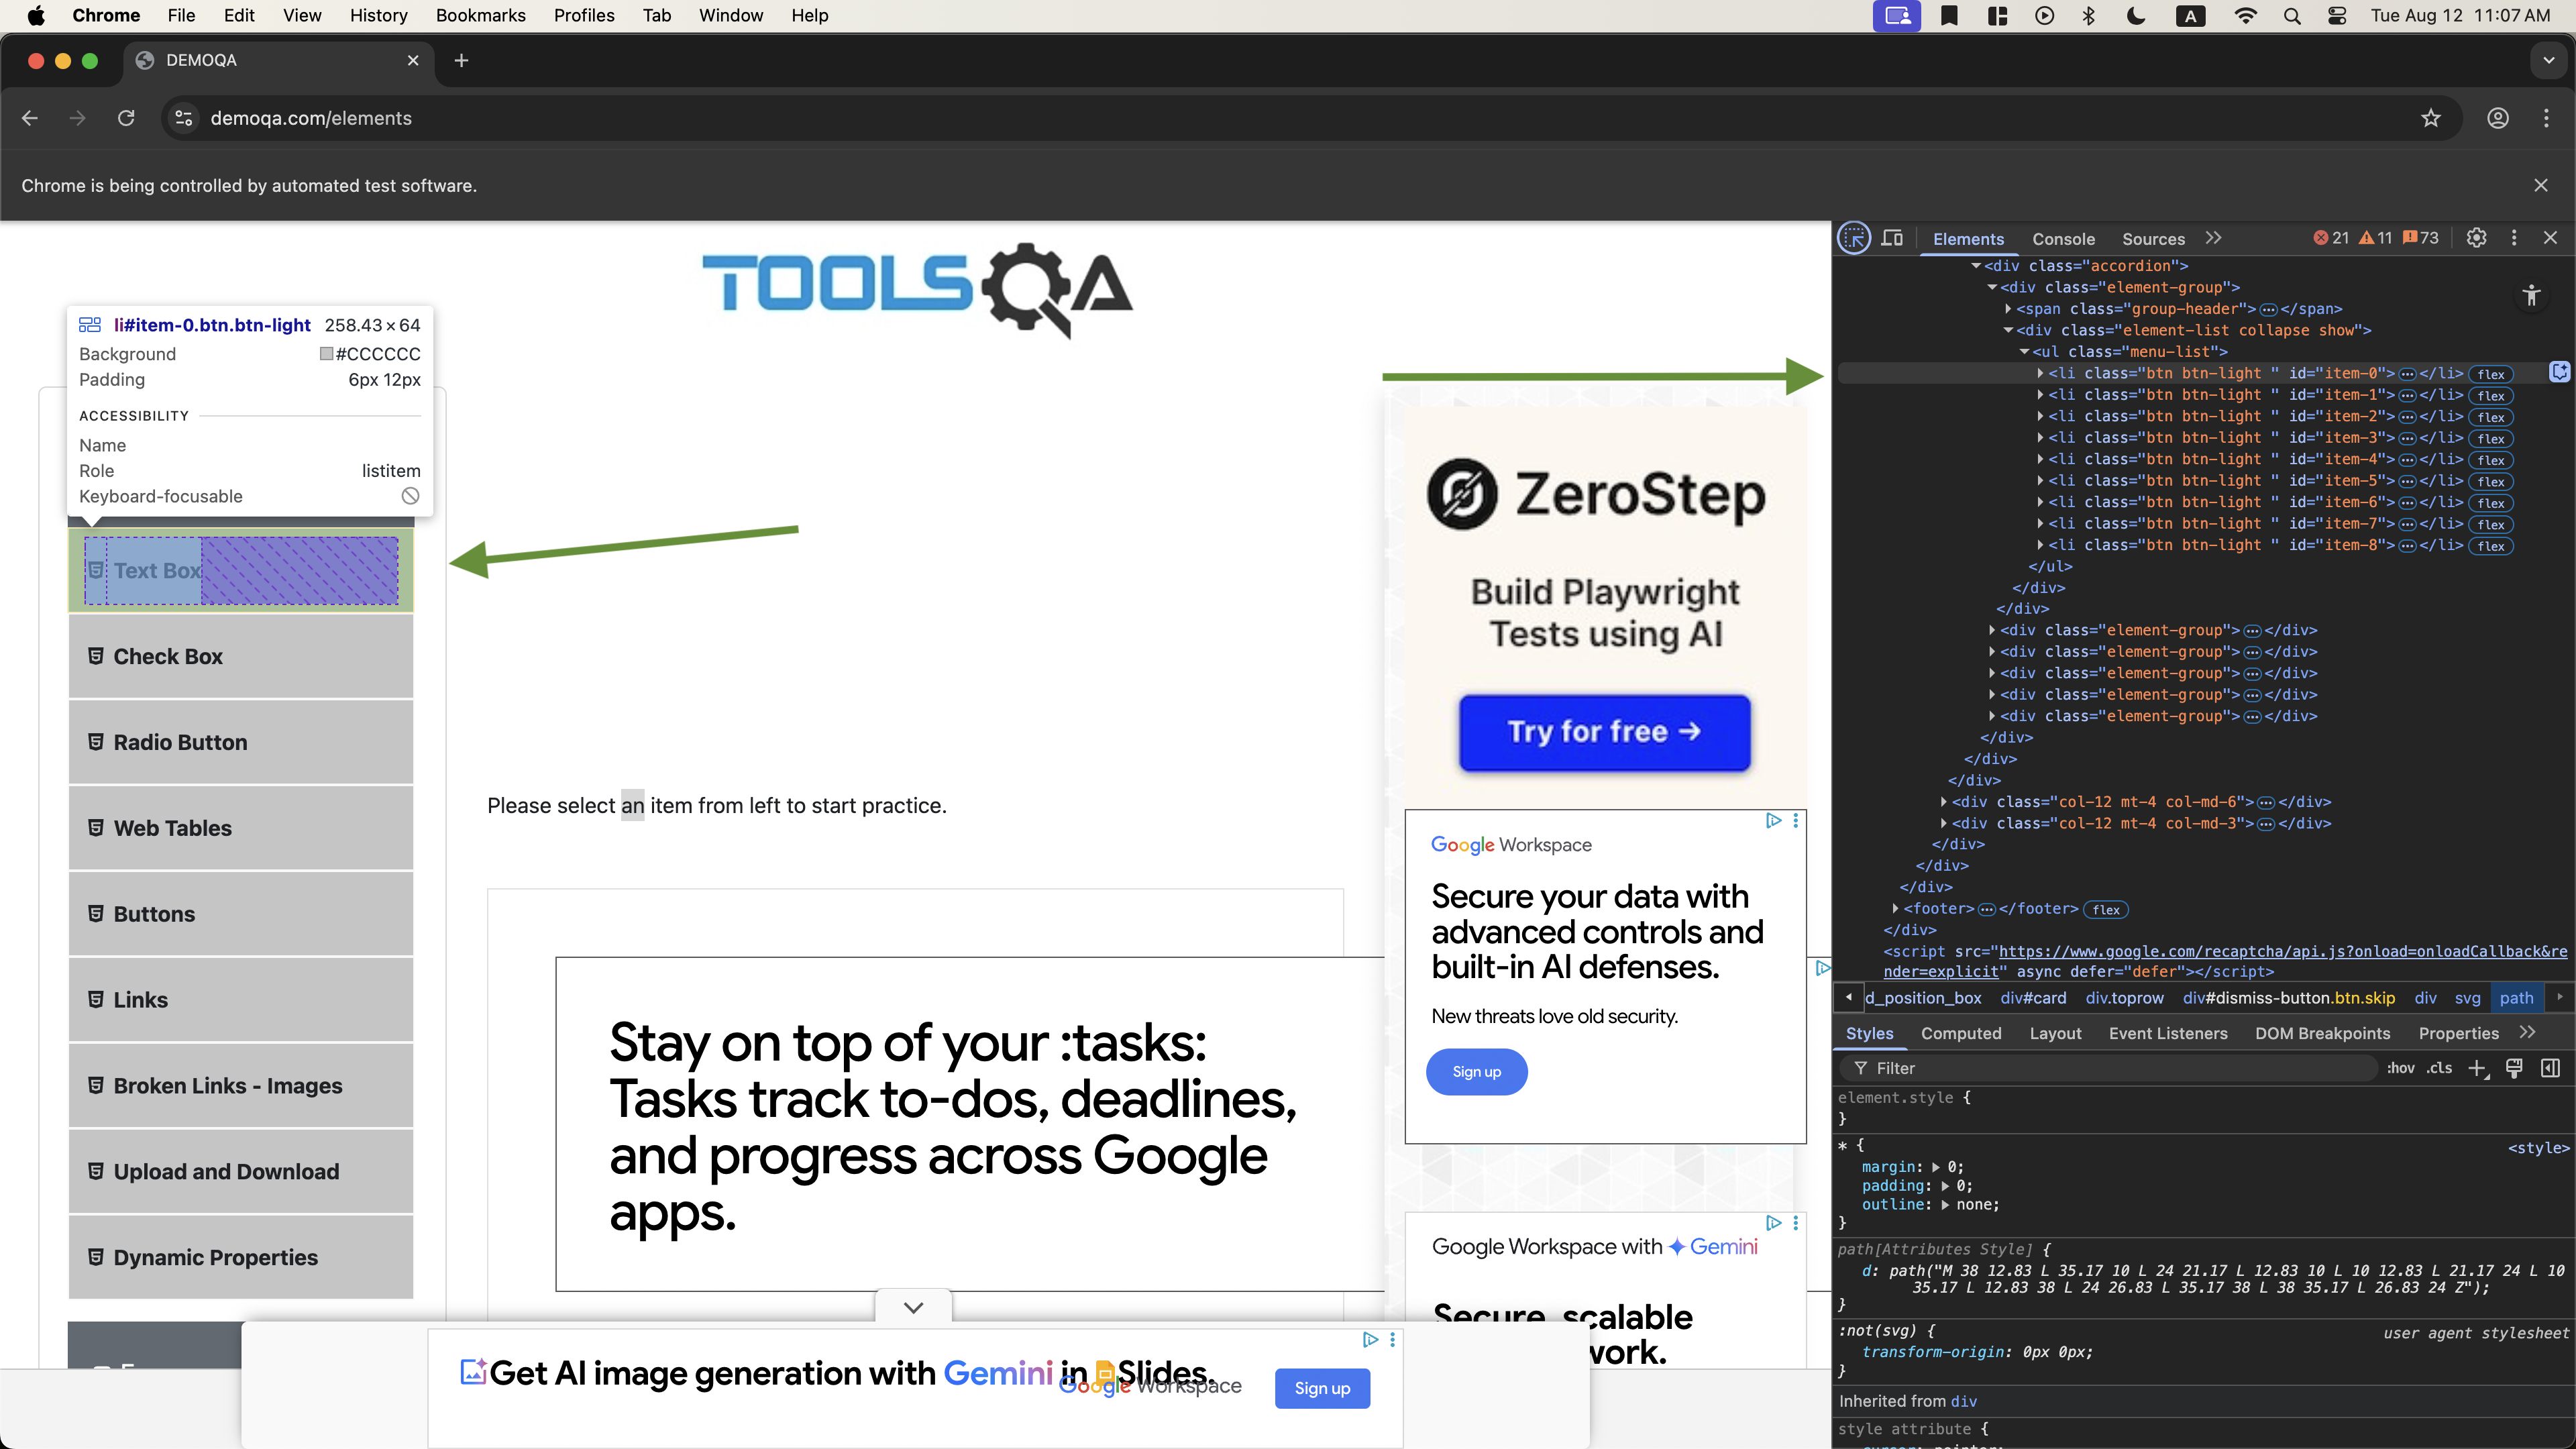 Chrome File Edit View History Bookmarks Profiles Tab Window Help A Tue Aug 12 11:07 AM
DEMOQA
demoqa.com/elements
Chrome is being controlled by automated test software.
TOOLSQA
li#item-0.btn.btn-light 258.43 × 64
Background #CCCCCC
Padding 6px 12px
ACCESSIBILITY
Name
Role listitem
Keyboard-focusable
Text Box
Check Box
Radio Button
Web Tables
Buttons
Links
Broken Links - Images
Upload and Download
Dynamic Properties
Please select an item from left to start practice.
Stay on top of your :tasks:
Tasks track to-dos, deadlines,
and progress across Google
apps.
ZeroStep
Build Playwright
Tests using AI
Try for free →
Google Workspace
Secure your data with
advanced controls and
built-in AI defenses.
New threats love old security.
Sign up
Google Workspace with Gemini
Secure, scalable
work.
Get AI image generation with Gemini in Slides.
Google Workspace
Sign up
Elements Console Sources 21 11 73
<div class="accordion">
<div class="element-group">
<span class="group-header">…</span>
<div class="element-list collapse show">
<ul class="menu-list">
<li class="btn btn-light " id="item-0">…</li> flex
<li class="btn btn-light " id="item-1">…</li> flex
<li class="btn btn-light " id="item-2">…</li> flex
<li class="btn btn-light " id="item-3">…</li> flex
<li class="btn btn-light " id="item-4">…</li> flex
<li class="btn btn-light " id="item-5">…</li> flex
<li class="btn btn-light " id="item-6">…</li> flex
<li class="btn btn-light " id="item-7">…</li> flex
<li class="btn btn-light " id="item-8">…</li> flex
</ul>
</div>
</div>
<div class="element-group">…</div>
<div class="element-group">…</div>
<div class="element-group">…</div>
<div class="element-group">…</div>
<div class="element-group">…</div>
</div>
</div>
</div>
<div class="col-12 mt-4 col-md-6">…</div>
<div class="col-12 mt-4 col-md-3">…</div>
</div>
</div>
</div>
<footer>…</footer> flex
</div>
<script src="https://www.google.com/recaptcha/api.js?onload=onloadCallback&re
nder=explicit" async defer="defer"></script>
d_position_box div#card div.toprow div#dismiss-button.btn.skip div svg path
Styles Computed Layout Event Listeners DOM Breakpoints Properties
Filter :hov .cls
element.style {
}
* { <style>
margin: 0;
padding: 0;
outline: none;
}
path[Attributes Style] {
d: path("M 38 12.83 L 35.17 10 L 24 21.17 L 12.83 10 L 10 12.83 L 21.17 24 L 10
35.17 L 12.83 38 L 24 26.83 L 35.17 38 L 38 35.17 L 26.83 24 Z");
}
:not(svg) { user agent stylesheet
transform-origin: 0px 0px;
}
Inherited from div
style attribute {